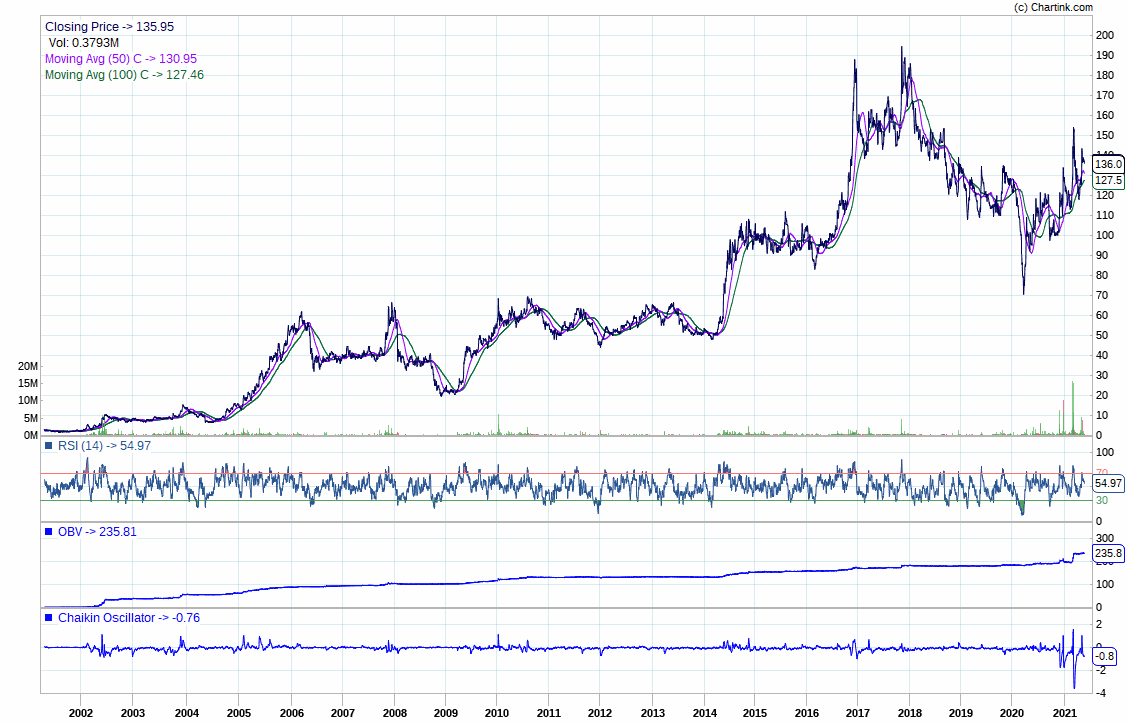 (c) Chartink.com
Closing Price -> 135.95
Vol: 0.3793M
Moving Avg (50) C -> 130.95
Moving Avg (100) C -> 127.46
200
190
180
170
160
150
140
136.0
127.5
120
110
100
90
80
70
60
50
40
30
20
10
0
20M
15M
10M
5M
0M
RSI (14) -> 54.97
100
70
54.97
30
0
OBV -> 235.81
300
235.8
200
100
0
Chaikin Oscillator -> -0.76
2
0
-0.8
-2
-4
2002 2003 2004 2005 2006 2007 2008 2009 2010 2011 2012 2013 2014 2015 2016 2017 2018 2019 2020 2021